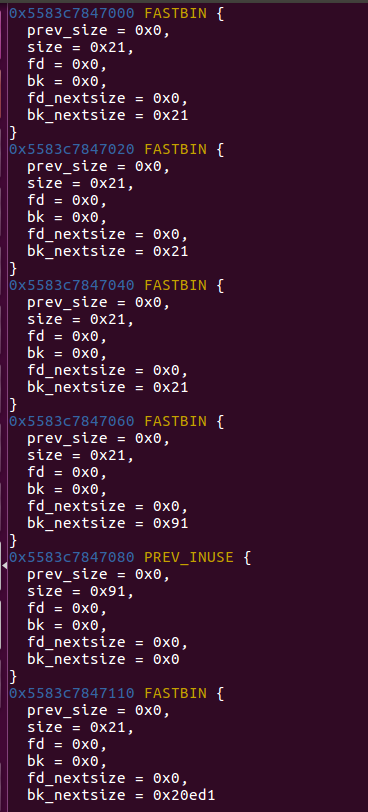 0x5583c7847000 FASTBIN {
  prev_size = 0x0,
  size = 0x21,
  fd = 0x0,
  bk = 0x0,
  fd_nextsize = 0x0,
  bk_nextsize = 0x21
}
0x5583c7847020 FASTBIN {
  prev_size = 0x0,
  size = 0x21,
  fd = 0x0,
  bk = 0x0,
  fd_nextsize = 0x0,
  bk_nextsize = 0x21
}
0x5583c7847040 FASTBIN {
  prev_size = 0x0,
  size = 0x21,
  fd = 0x0,
  bk = 0x0,
  fd_nextsize = 0x0,
  bk_nextsize = 0x21
}
0x5583c7847060 FASTBIN {
  prev_size = 0x0,
  size = 0x21,
  fd = 0x0,
  bk = 0x0,
  fd_nextsize = 0x0,
  bk_nextsize = 0x91
}
0x5583c7847080 PREV_INUSE {
  prev_size = 0x0,
  size = 0x91,
  fd = 0x0,
  bk = 0x0,
  fd_nextsize = 0x0,
  bk_nextsize = 0x0
}
0x5583c7847110 FASTBIN {
  prev_size = 0x0,
  size = 0x21,
  fd = 0x0,
  bk = 0x0,
  fd_nextsize = 0x0,
  bk_nextsize = 0x20ed1